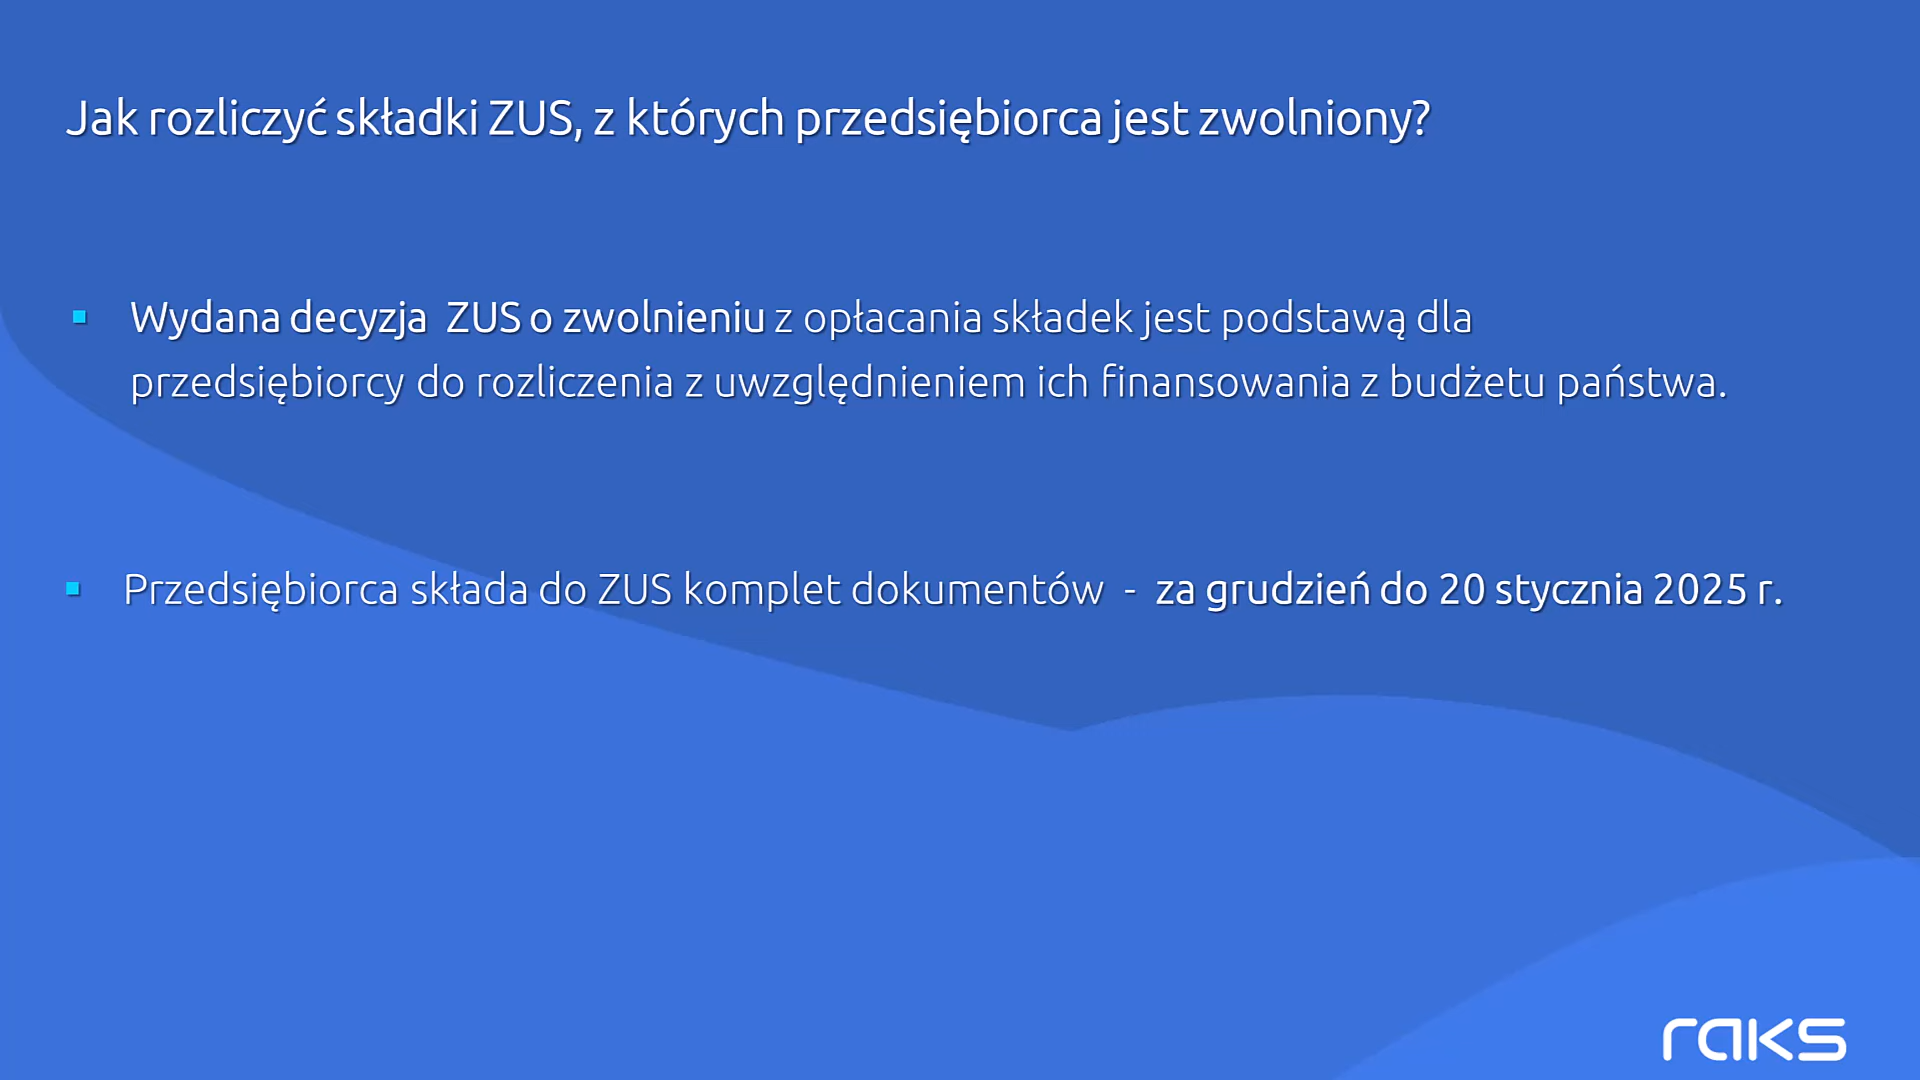 Jak rozliczyć składki ZUS, z których przedsiębiorca jest zwolniony?
▪ Wydana decyzja  ZUS o zwolnieniu z opłacania składek jest podstawą dla
przedsiębiorcy do rozliczenia z uwzględnieniem ich finansowania z budżetu państwa.
▪ Przedsiębiorca składa do ZUS komplet dokumentów  -  za grudzień do 20 stycznia 2025 r.
raks